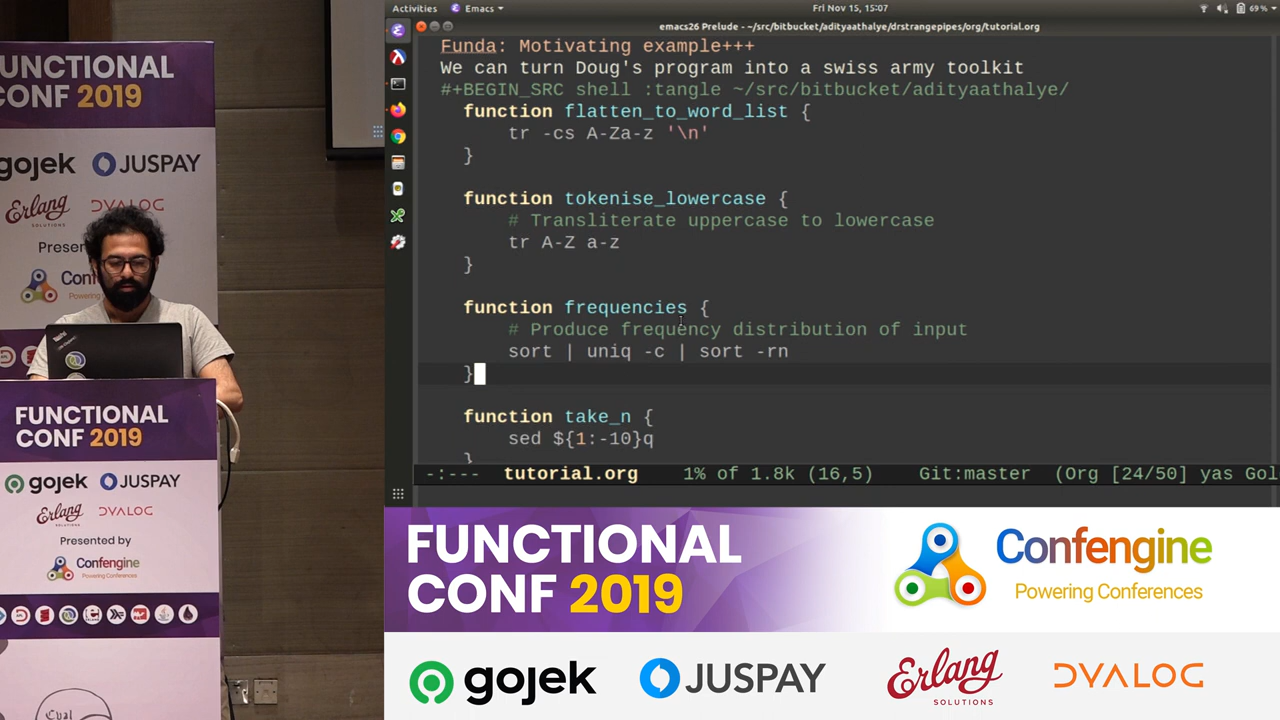 Activities
Emacs
Fri Nov 15, 15:07
69 %
emacs26 Prelude - ~/src/bitbucket/adityaathalye/drstrangepipes/org/tutorial.org
Funda: Motivating example+++
We can turn Doug's program into a swiss army toolkit
#+BEGIN_SRC shell :tangle ~/src/bitbucket/adityaathalye/
function flatten_to_word_list {
tr -cs A-Za-z '\n'
}
function tokenise_lowercase {
# Transliterate uppercase to lowercase
tr A-Z a-z
}
function frequencies {
# Produce frequency distribution of input
sort | uniq -c | sort -rn
}
function take_n {
sed ${1:-10}q
}
-:--- tutorial.org 1% of 1.8k (16,5) Git:master (Org [24/50] yas Gol
UNCTIONAL
CONF 2019
gojek JUSPAY
Erlang
SOLUTIONS
DYALOG
Presen
Con
Powering
FUNCTIONAL
CONF 2019
gojek JUSPAY
Erlang
SOLUTIONS
DYALOG
Presented by
Confengine
Powering Conferences
FUNCTIONAL
CONF 2019
Confengine
Powering Conferences
gojek
JUSPAY
Erlang
SOLUTIONS
DYALOG